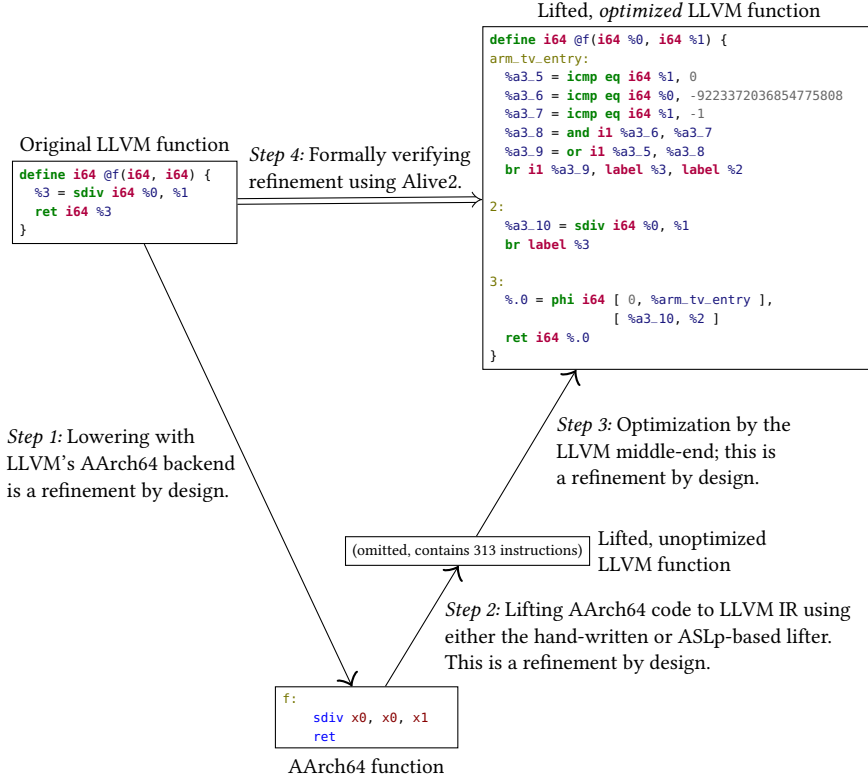 Lifted, optimized LLVM function
define i64 @f(i64 %0, i64 %1) {
arm_tv_entry:
%a3_5 = icmp eq i64 %1, 0
%a3_6 = icmp eq i64 %0, -9223372036854775808
%a3_7 = icmp eq i64 %1, -1
%a3_8 = and i1 %a3_6, %a3_7
%a3_9 = or i1 %a3_5, %a3_8
br i1 %a3_9, label %3, label %2
2:
%a3_10 = sdiv i64 %0, %1
br label %3
3:
%.0 = phi i64 [ 0, %arm_tv_entry ],
[ %a3_10, %2 ]
ret i64 %.0
}
Original LLVM function
define i64 @f(i64, i64) {
%3 = sdiv i64 %0, %1
ret i64 %3
}
Step 4: Formally verifying
refinement using Alive2.
Step 1: Lowering with
LLVM's AArch64 backend
is a refinement by design.
Step 3: Optimization by the
LLVM middle-end; this is
a refinement by design.
(omitted, contains 313 instructions)
Lifted, unoptimized
LLVM function
Step 2: Lifting AArch64 code to LLVM IR using
either the hand-written or ASLp-based lifter.
This is a refinement by design.
f:
sdiv x0, x0, x1
ret
AArch64 function